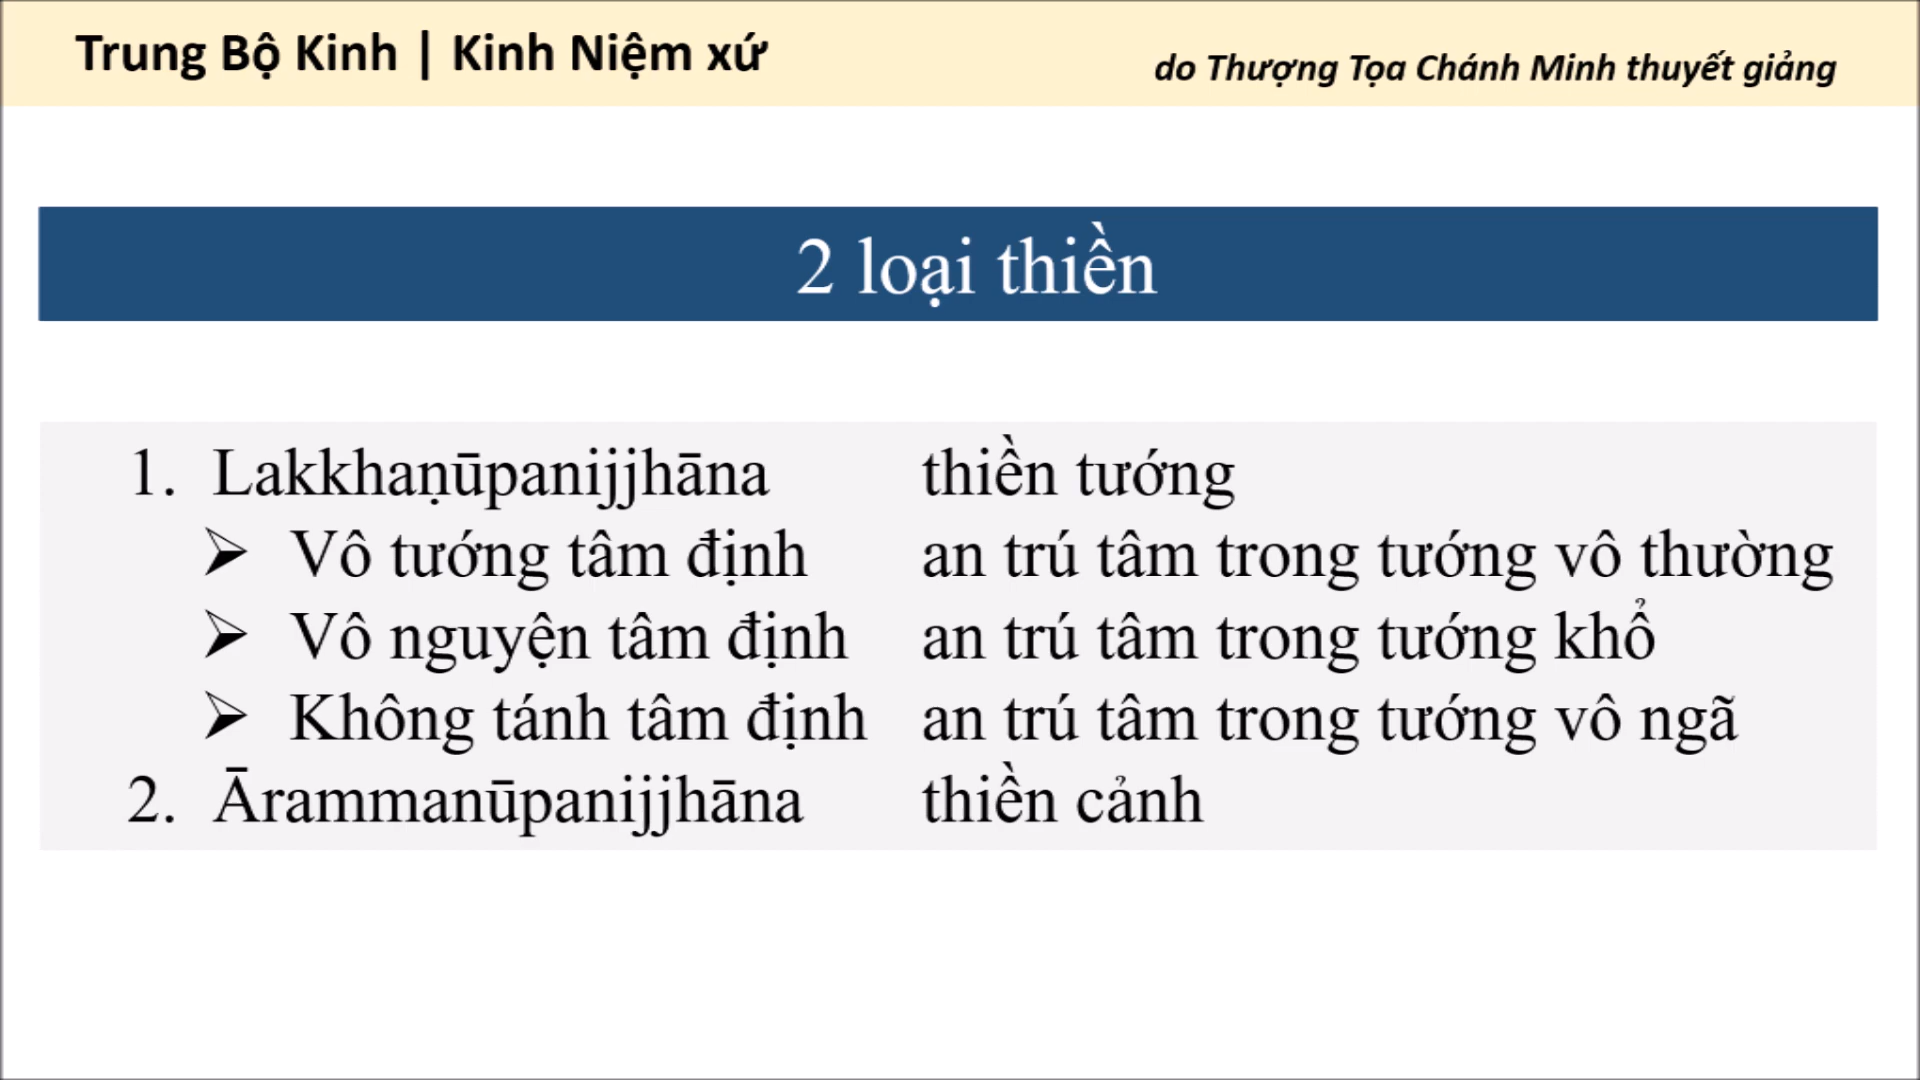 Trung Bộ Kinh | Kinh Niệm xứ
do Thượng Tọa Chánh Minh thuyết giảng
2 loại thiền
1. Lakkhaṇūpanijjhāna thiền tướng
➢ Vô tướng tâm định an trú tâm trong tướng vô thường
➢ Vô nguyện tâm định an trú tâm trong tướng khổ
➢ Không tánh tâm định an trú tâm trong tướng vô ngã
2. Ārammanūpanijjhāna thiền cảnh